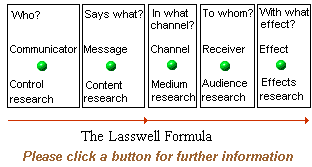 Who?
Communicator
Control
research
Says what?
Message
Content
research
In what
channel?
Channel
Medium
research
To whom?
Receiver
Audience
research
With what
effect?
Effect
Effects
research
The Lasswell Formula
Please click a button for further information